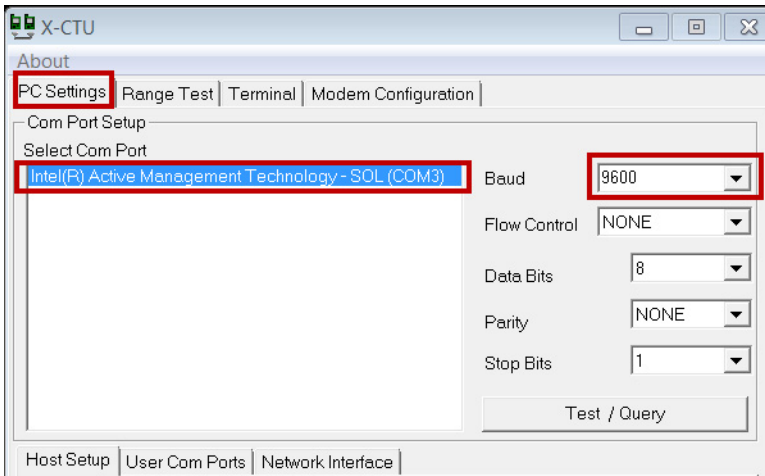 X-CTU
About
PC Settings Range Test Terminal Modem Configuration
Com Port Setup
Select Com Port
Intel(R) Active Management Technology - SOL (COM3)
Baud 9600
Flow Control NONE
Data Bits 8
Parity NONE
Stop Bits 1
Test / Query
Host Setup User Com Ports Network Interface